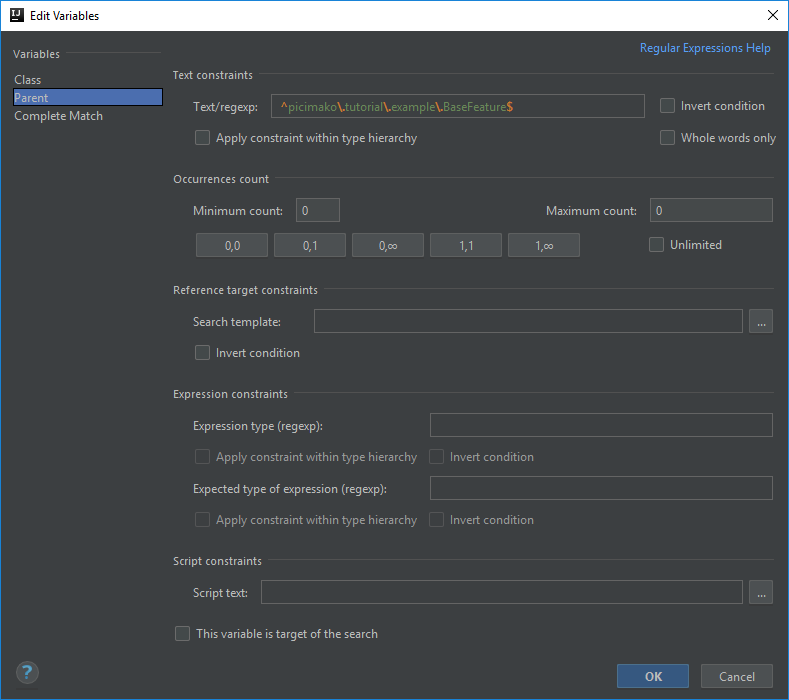 IJ Edit Variables
Regular Expressions Help
Variables
Class
Parent
Complete Match
Text constraints
Text/regexp: ^picimako\.tutorial\.example\.BaseFeature$ Invert condition
Apply constraint within type hierarchy Whole words only
Occurrences count
Minimum count: 0 Maximum count: 0
0,0 0,1 0,∞ 1,1 1,∞ Unlimited
Reference target constraints
Search template: ...
Invert condition
Expression constraints
Expression type (regexp):
Apply constraint within type hierarchy Invert condition
Expected type of expression (regexp):
Apply constraint within type hierarchy Invert condition
Script constraints
Script text: ...
This variable is target of the search
? OK Cancel